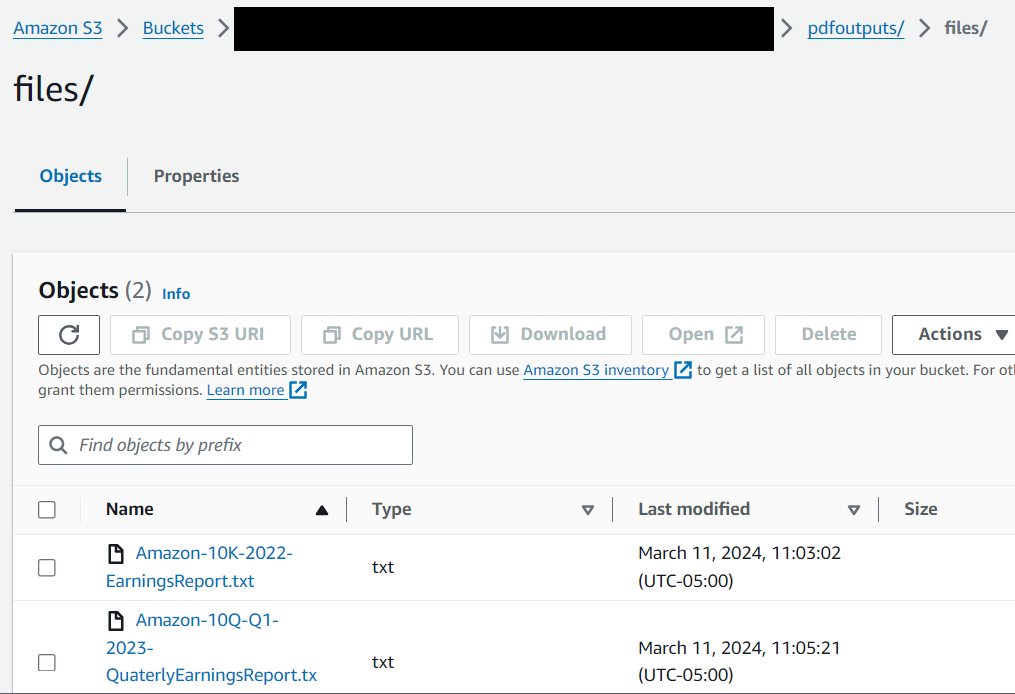 Amazon S3 > Buckets > > pdfoutputs/ > files/
files/
Objects Properties
Objects (2) Info
Copy S3 URI Copy URL Download Open Delete Actions
Objects are the fundamental entities stored in Amazon S3. You can use Amazon S3 inventory to get a list of all objects in your bucket. For ot
grant them permissions. Learn more
Find objects by prefix
Name Type Last modified Size
Amazon-10K-2022-
EarningsReport.txt
txt
March 11, 2024, 11:03:02
(UTC-05:00)
Amazon-10Q-Q1-
2023-
QuaterlyEarningsReport.tx
txt
March 11, 2024, 11:05:21
(UTC-05:00)